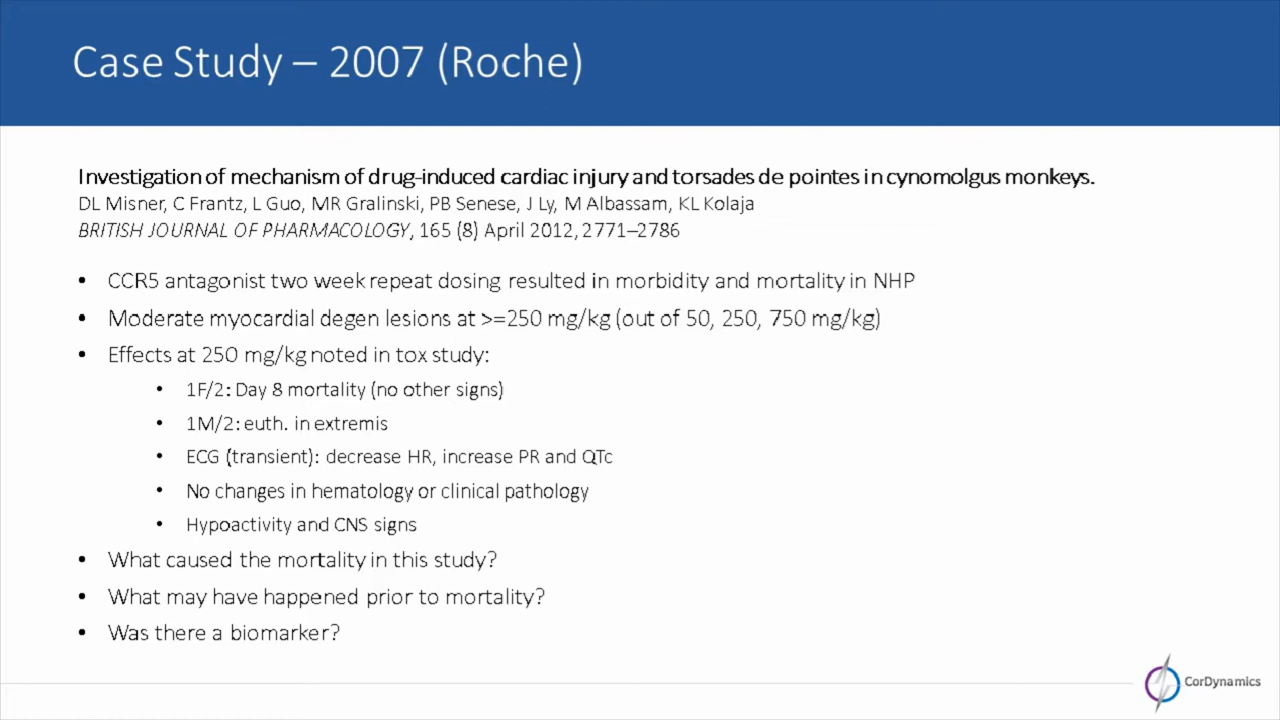 Case Study – 2007 (Roche)
Investigation of mechanism of drug-induced cardiac injury and torsades de pointes in cynomolgus monkeys.
DL Misner, C Frantz, L Guo, MR Gralinski, PB Senese, J Ly, M Albassam, KL Kolaja
BRITISH JOURNAL OF PHARMACOLOGY, 165 (8) April 2012, 2771–2786
• CCR5 antagonist two week repeat dosing resulted in morbidity and mortality in NHP
• Moderate myocardial degen lesions at >=250 mg/kg (out of 50, 250, 750 mg/kg)
• Effects at 250 mg/kg noted in tox study:
• 1F/2: Day 8 mortality (no other signs)
• 1M/2: euth. in extremis
• ECG (transient): decrease HR, increase PR and QTc
• No changes in hematology or clinical pathology
• Hypoactivity and CNS signs
• What caused the mortality in this study?
• What may have happened prior to mortality?
• Was there a biomarker?
CorDynamics